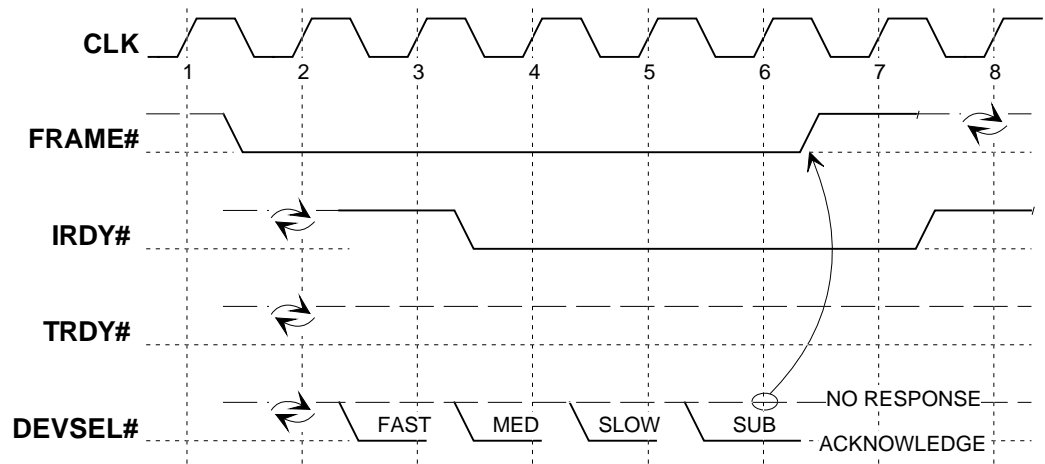 CLK
1 2 3 4 5 6 7 8
FRAME#
IRDY#
TRDY#
DEVSEL#
FAST MED SLOW SUB
NO RESPONSE
ACKNOWLEDGE